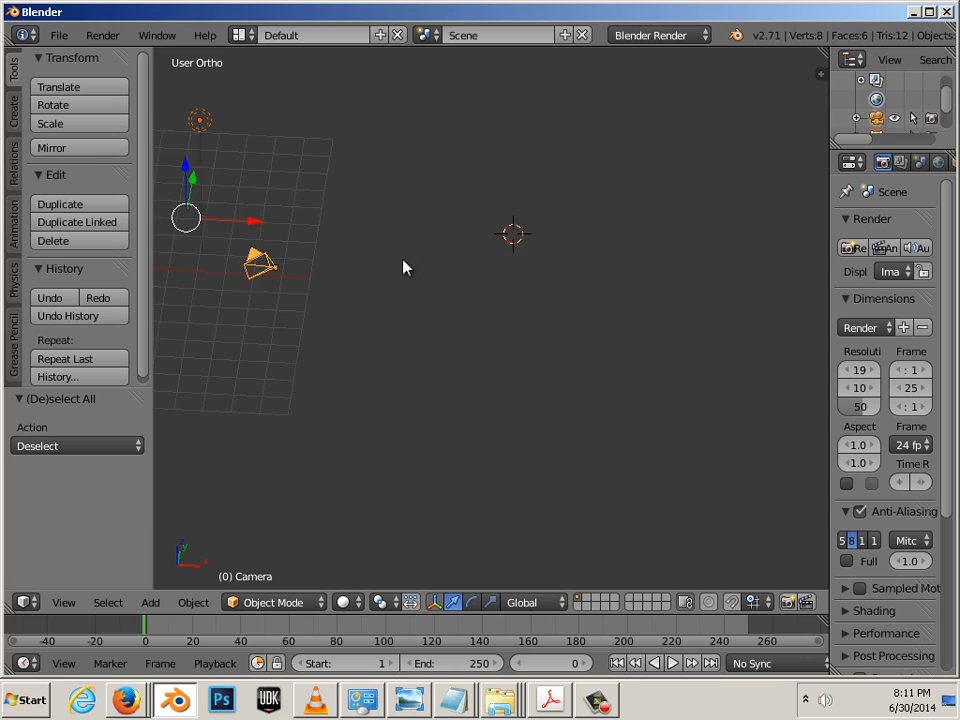 Blender
File Render Window Help Default Scene Blender Render v2.71 | Verts:8 | Faces:6 | Tris:12 | Objects:
Tools
Create
Relations
Animation
Physics
Grease Pencil
Transform
Translate
Rotate
Scale
Mirror
Edit
Duplicate
Duplicate Linked
Delete
History
Undo Redo
Undo History
Repeat:
Repeat Last
History...
(De)select All
Action
Deselect
User Ortho
(0) Camera
View Select Add Object Object Mode Global
View Search
Scene
Render
Re An Au
Displ Ima
Dimensions
Render
Resoluti Frame
19 : 1
10 25
50 : 1
Aspect Frame
1.0 24 fp
1.0 Time R
Anti-Aliasing
5 8 1 1 Mitc
Full 1.0
Sampled Mot
Shading
Performance
Post Processing
-40 -20 0 20 40 60 80 100 120 140 160 180 200 220 240 260
View Marker Frame Playback Start: 1 End: 250 0 No Sync
Start Ps UDK 8:11 PM
6/30/2014